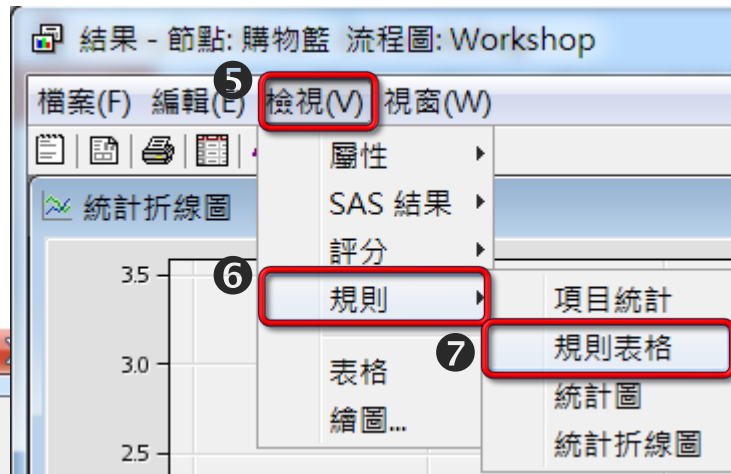 結果 - 節點: 購物籃 流程圖: Workshop
❺
檔案(F) 編輯(E) 檢視(V) 視窗(W)
屬性
統計折線圖
SAS 結果
評分
3.5
❻
規則
項目統計
❼
規則表格
3.0
表格
統計圖
繪圖...
統計折線圖
2.5